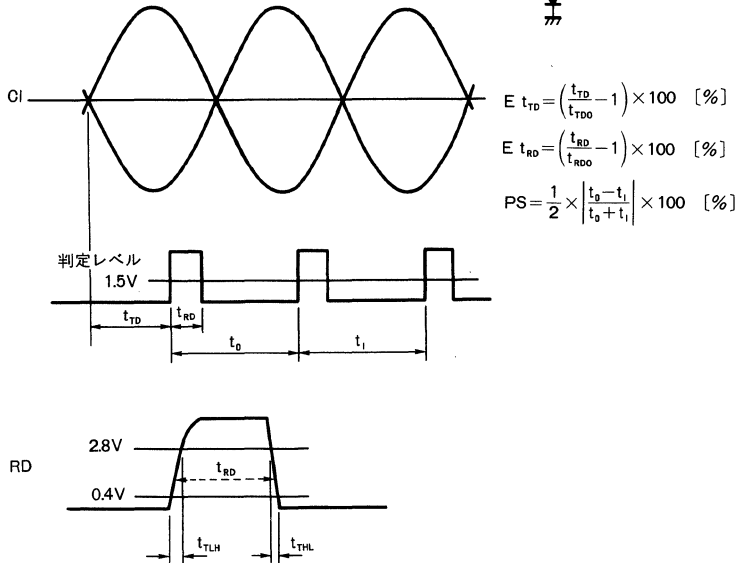 CI
E t_TD=(t_TD/t_TD0−1)×100 [%]
E t_RD=(t_RD/t_RD0−1)×100 [%]
PS=1/2×|t_0−t_1/t_0+t_1|×100 [%]
判定レベル
1.5V
t_TD
t_RD
t_0
t_1
RD
2.8V
t_RD
0.4V
t_TLH
t_THL